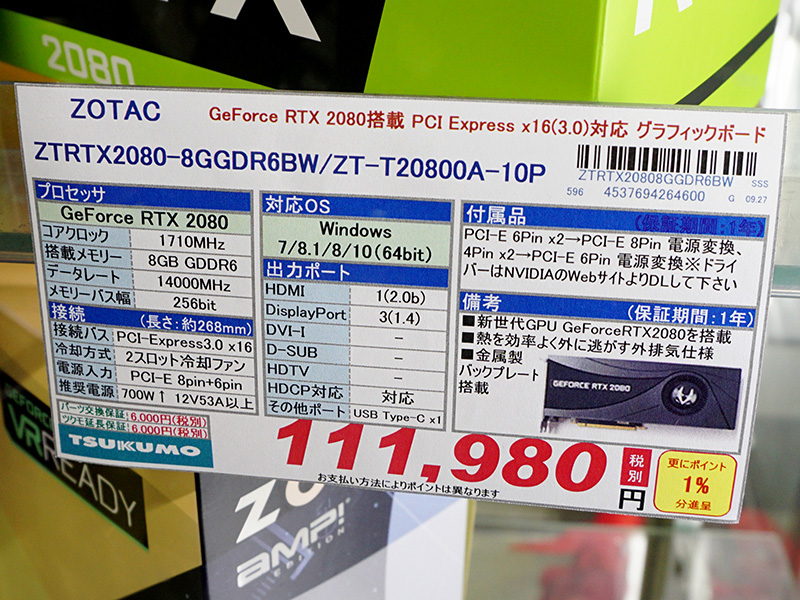 2080
ZOTAC
GeForce RTX 2080搭載 PCI Express x16(3.0)対応 グラフィックボード
ZTRTX2080-8GGDR6BW/ZT-T20800A-10P
ZTRTX20808GGDR6BW SSS
596 4537694264600 G 09.27
プロセッサ
GeForce RTX 2080
コアクロック 1710MHz
搭載メモリー 8GB GDDR6
データレート 14000MHz
メモリーバス幅 256bit
接続 (長さ:約268mm)
接続バス PCI-Express3.0 x16
冷却方式 2スロット冷却ファン
電源入力 PCI-E 8pin+6pin
推奨電源 700W↑ 12V53A以上
パーツ交換保証:6,000円(税別)
ツクモ延長保証:6,000円(税別)
TSUKUMO
対応OS
Windows
7/8.1/8/10(64bit)
出力ポート
HDMI 1(2.0b)
DisplayPort 3(1.4)
DVI-I −
D-SUB −
HDTV −
HDCP対応 対応
その他ポート USB Type-C x1
付属品 (保証期間:1年)
PCI-E 6Pin x2→PCI-E 8Pin 電源変換、
4Pin x2→PCI-E 6Pin 電源変換※ドライ
バーはNVIDIAのWebサイトよりDLして下さい
備考 (保証期間:1年)
■新世代GPU GeForceRTX2080を搭載
■熱を効率よく外に逃がす外排気仕様
■金属製
バックプレート
搭載
GEFORCE RTX 2080
111,980 税別 円
お支払い方法によりポイントは異なります
更にポイント
1%
分進呈
VR READY
AMP!
EDITION